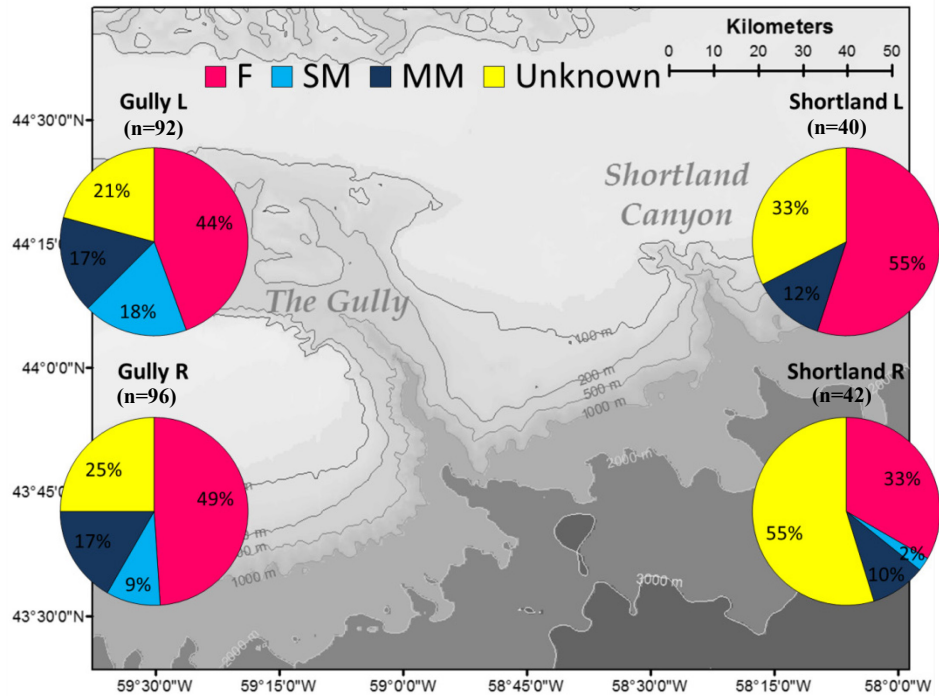 Kilometers
0 10 20 30 40 50
F SM MM Unknown
Gully L
(n=92)
Shortland L
(n=40)
44°30'0"N
21%
44%
17%
18%
Shortland
Canyon
33%
55%
12%
44°15'
The Gully
100 m
200 m
500 m
1000 m
44°0'0"N
Gully R
(n=96)
Shortland R
(n=42)
2000 m
25%
49%
17%
9%
1000 m
2000 m
33%
2%
10%
55%
43°45'
3000 m
43°30'0"N
59°30'0"W 59°15'0"W 59°0'0"W 58°45'0"W 58°30'0"W 58°15'0"W 58°0'0"W